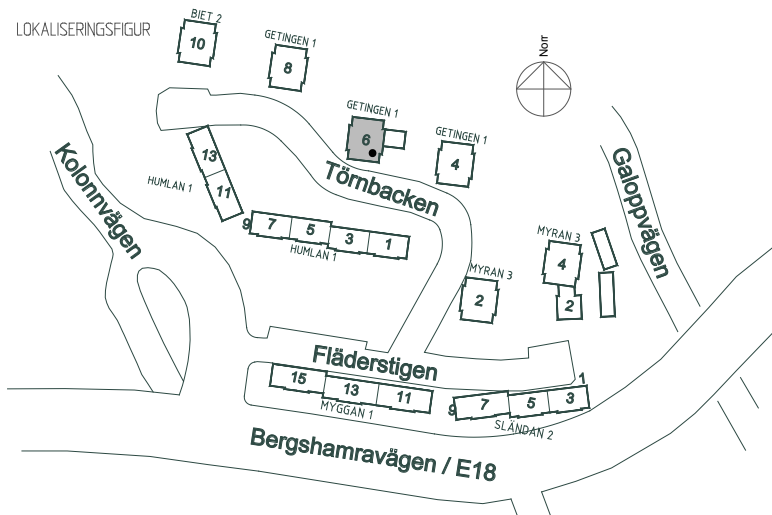 LOKALISERINGSFIGUR
BIET 2
10
GETINGEN 1
8
Norr
GETINGEN 1
6
GETINGEN 1
4
Törnbacken
Kolonnvägen
Galoppvägen
13
11
HUMLAN 1
9
7
5
3
1
HUMLAN 1
MYRAN 3
4
2
MYRAN 3
2
Fläderstigen
15
13
11
MYGGAN 1
9
7
5
3
1
SLÄNDAN 2
Bergshamravägen / E18